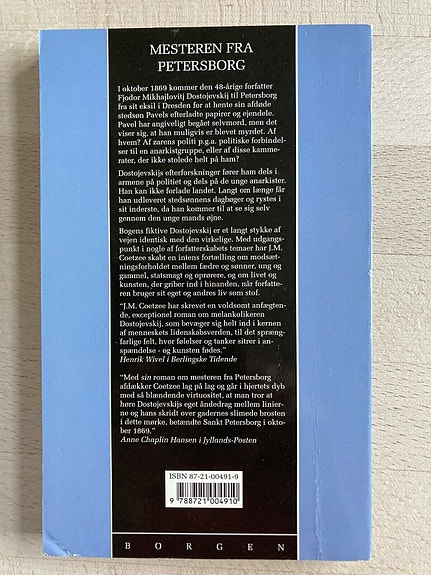 MESTEREN FRA
PETERSBORG
I oktober 1869 kommer den 48-årige forfatter
Fjodor Mikhajlovitj Dostojevskij til Petersborg
fra sit eksil i Dresden for at hente sin afdøde
stedsøn Pavels efterladte papirer og ejendele.
Pavel har angiveligt begået selvmord, men det
viser sig, at han muligvis er blevet myrdet. Af
hvem? Af zarens politi p.g.a. politiske forbindel-
ser til en anarkistgruppe, eller af disse kamme-
rater, der ikke stolede helt på ham?
Dostojevskijs efterforskninger fører ham dels i
armene på politiet og dels på de unge anarkister.
Han kan ikke forlade landet. Langt om længe får
han udleveret stedsønnens dagbøger og rystes i
sit inderste, da han kommer til at se sig selv
gennem den unge mands øjne.
Bogens fiktive Dostojevskij er et langt stykke af
vejen identisk med den virkelige. Med udgangs-
punkt i nogle af forfatterskabets temaer har J.M.
Coetzee skabt en intens fortælling om modsæt-
ningsforholdet mellem fædre og sønner, ung og
gammel, statsmagt og oprørere, og om livet og
kunsten, der griber ind i hinanden, når forfatte-
ren bruger sit eget og andres liv som stof.
"J.M. Coetzee har skrevet en voldsomt anfægten-
de, exceptionel roman om melankolikeren
Dostojevskij, som bevæger sig helt ind i kernen
af menneskets lidenskabsverden, til det spræng-
farlige felt, hvor følelser og tanker sitrer i an-
spændelse - og kunsten fødes."
Henrik Wivel i Berlingske Tidende
"Med sin roman om mesteren fra Petersborg
afdækker Coetzee lag på lag og går i hjertets dyb
med så blændende virtuositet, at man tror at
høre Dostojevskijs eget åndedrag mellem linier-
ne og hans skridt over gadernes slimede brosten
i dette mørke, betændte Sankt Petersborg i okto-
ber 1869."
Anne Chaplin Hansen i Jyllands-Posten
ISBN 87-21-00491-9
9 788721 004910
BORGEN